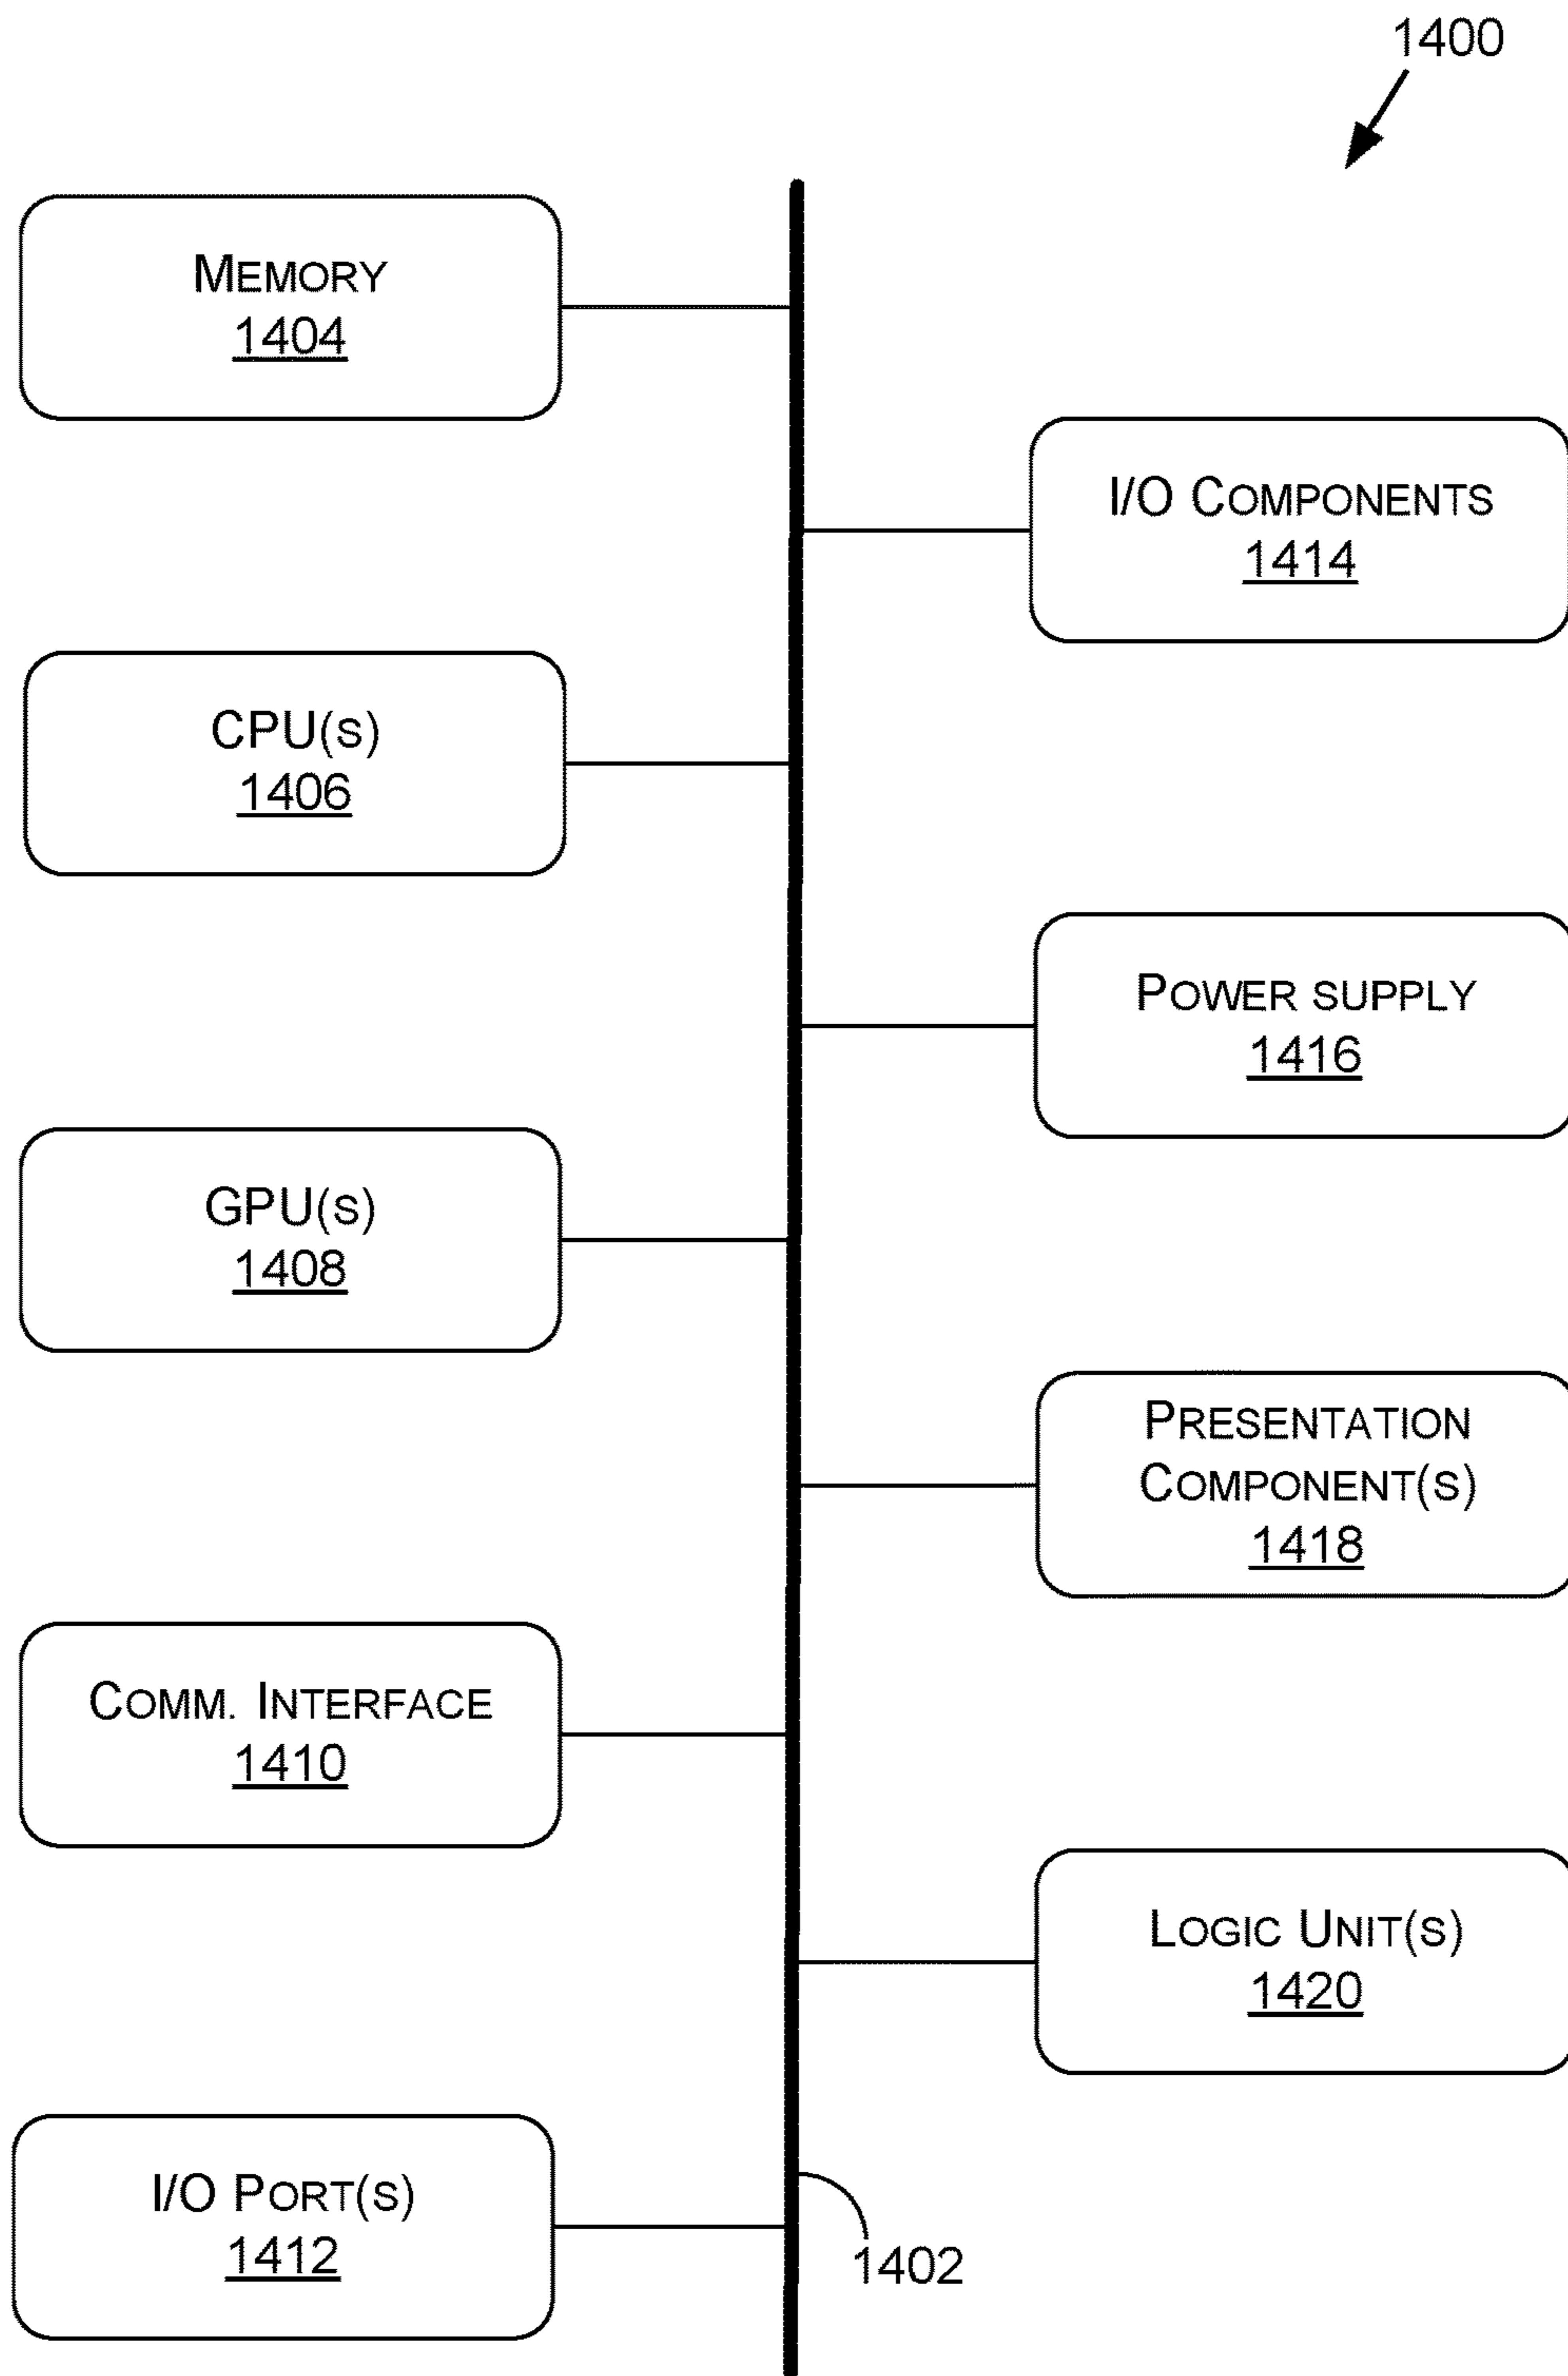 1400
MEMORY
1404
I/O COMPONENTS
1414
CPU(S)
1406
POWER SUPPLY
1416
GPU(S)
1408
PRESENTATION
COMPONENT(S)
1418
COMM. INTERFACE
1410
LOGIC UNIT(S)
1420
I/O PORT(S)
1412
1402